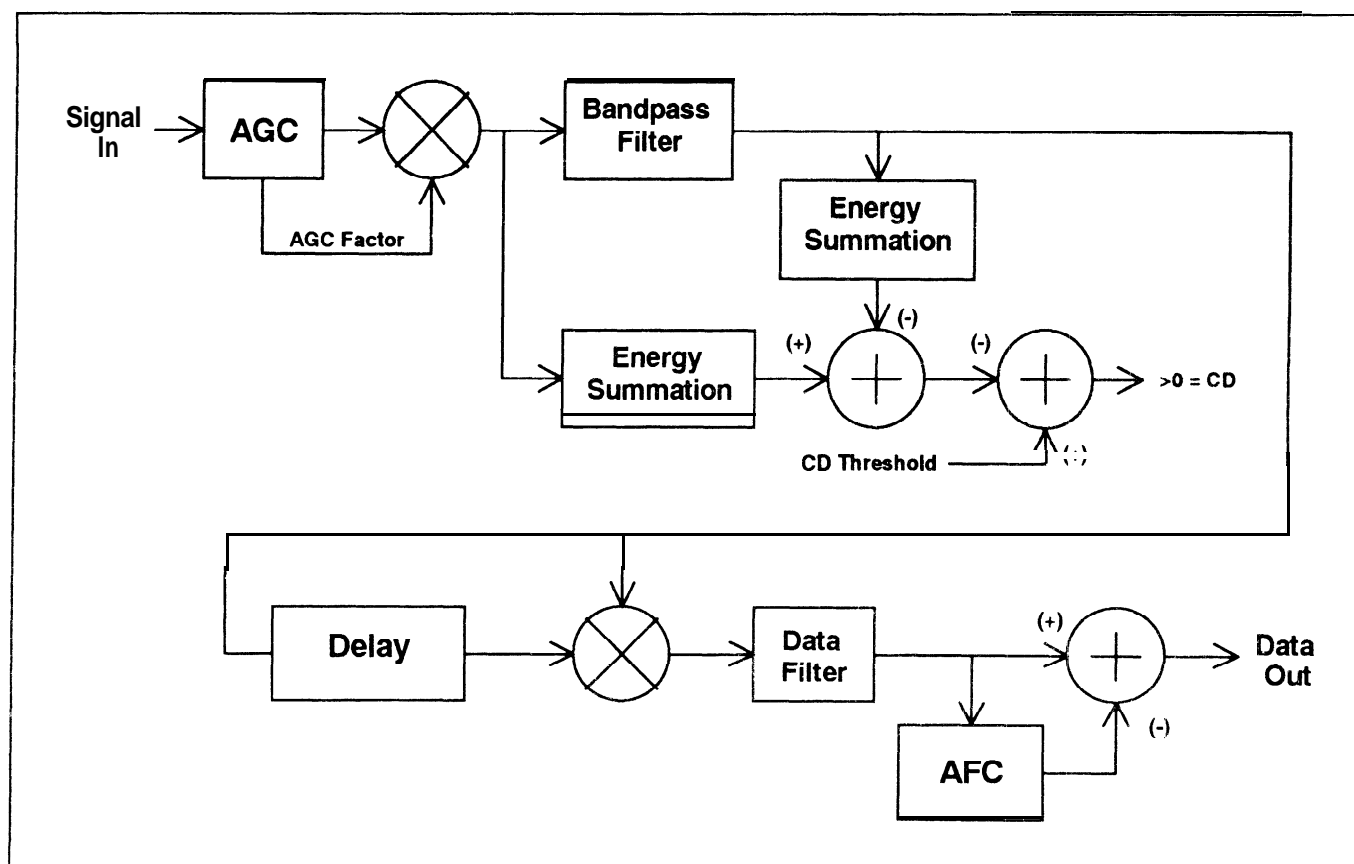 Signal
In
AGC
AGC Factor
Bandpass
Filter
Energy
Summation
(-)
Energy
Summation
(+)
(-)
>0 = CD
CD Threshold
Delay
Data
Filter
(+)
Data
Out
AFC
(-)